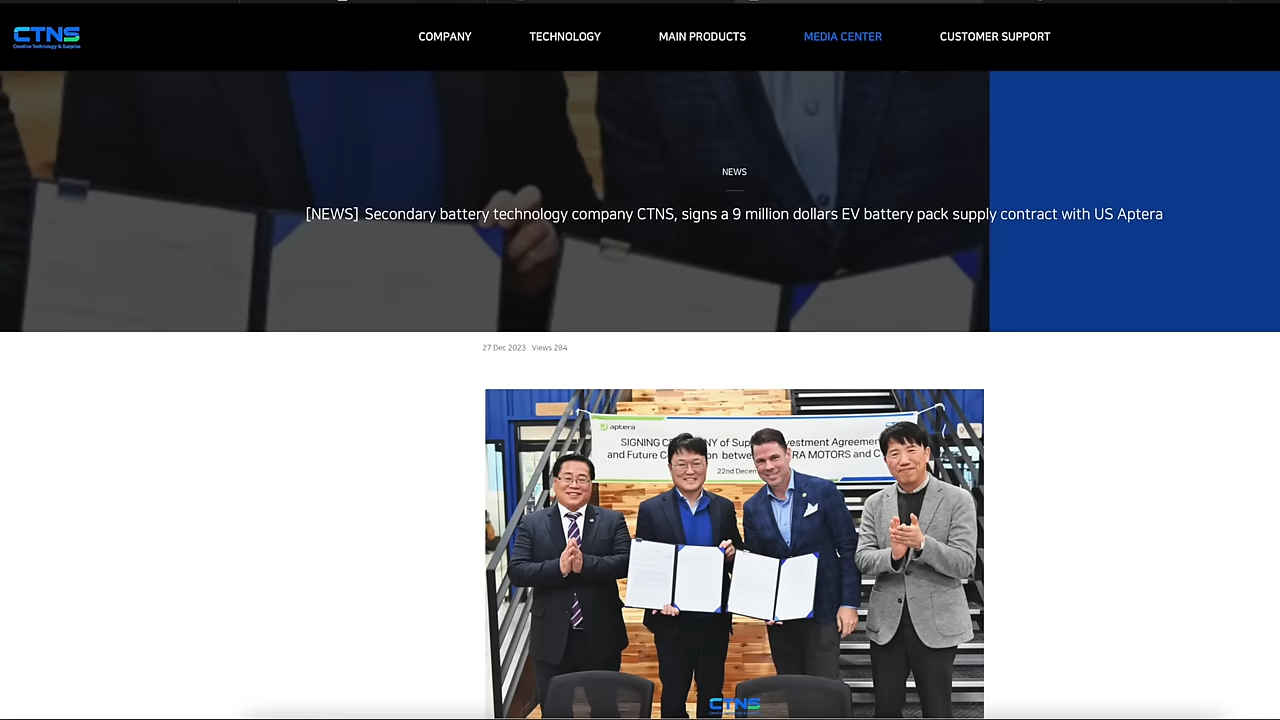 CTNS
Creative Technology & Surprise
COMPANY
TECHNOLOGY
MAIN PRODUCTS
MEDIA CENTER
CUSTOMER SUPPORT
NEWS
[NEWS] Secondary battery technology company CTNS, signs a 9 million dollars EV battery pack supply contract with US Aptera
27 Dec 2023 Views 284
aptera
SIGNING of
and Future MOTORS and
22nd
CTNS